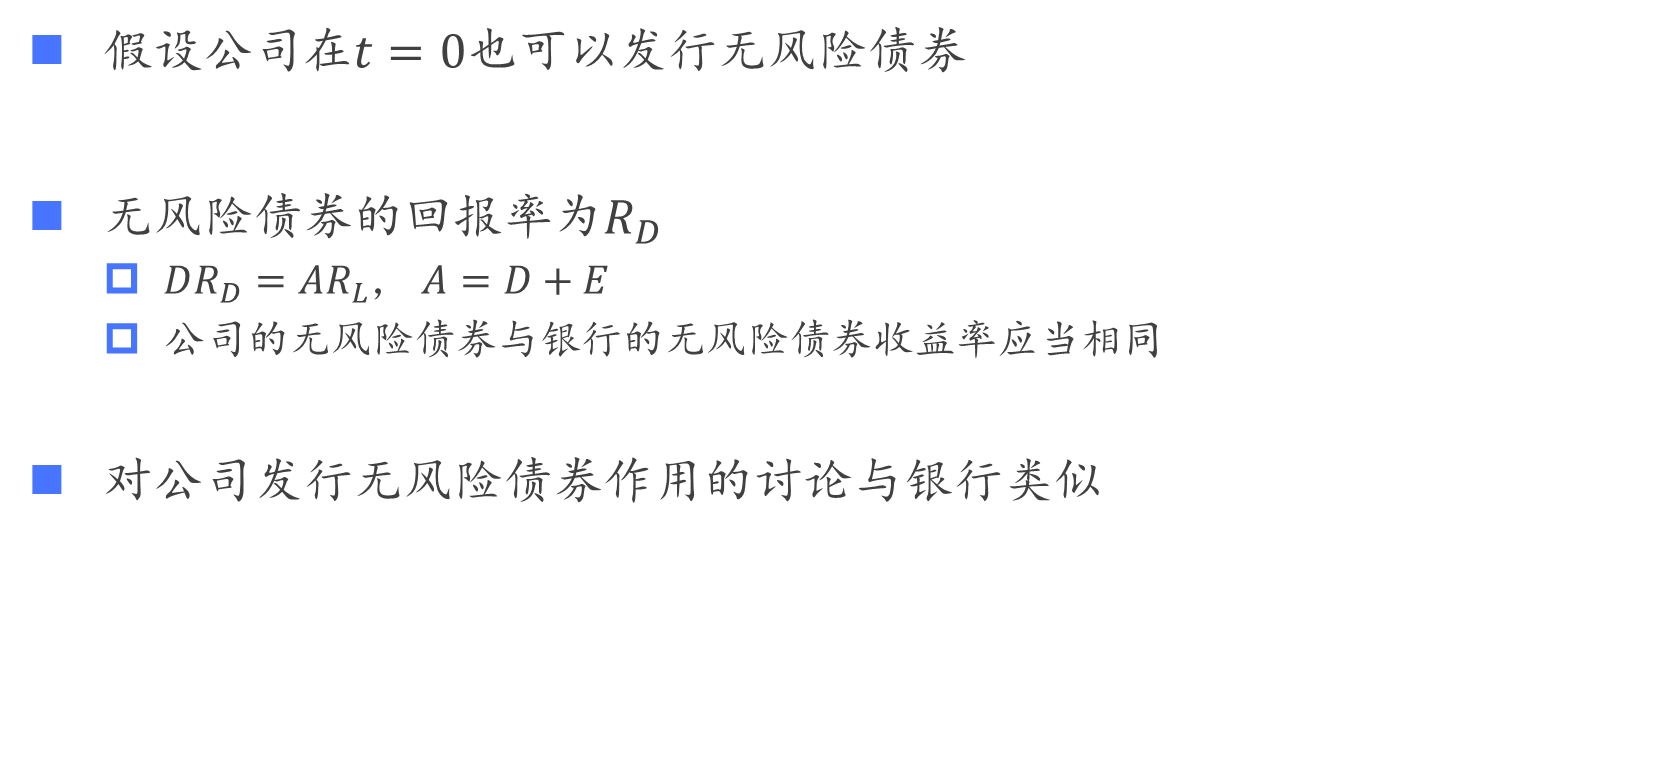 假设公司在t = 0也可以发行无风险债券
无风险债券的回报率为R_D
DR_D = AR_L, A = D + E
公司的无风险债券与银行的无风险债券收益率应当相同
对公司发行无风险债券作用的讨论与银行类似